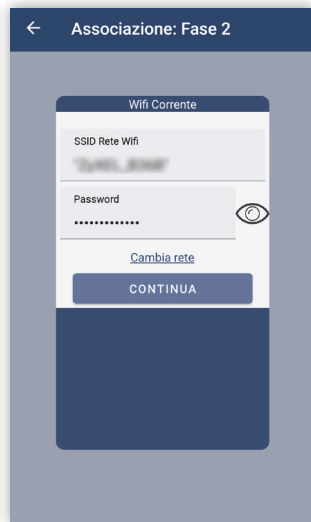 Associazione: Fase 2
Wifi Corrente
SSID Rete Wifi
Password
•••••••••••••
Cambia rete
CONTINUA